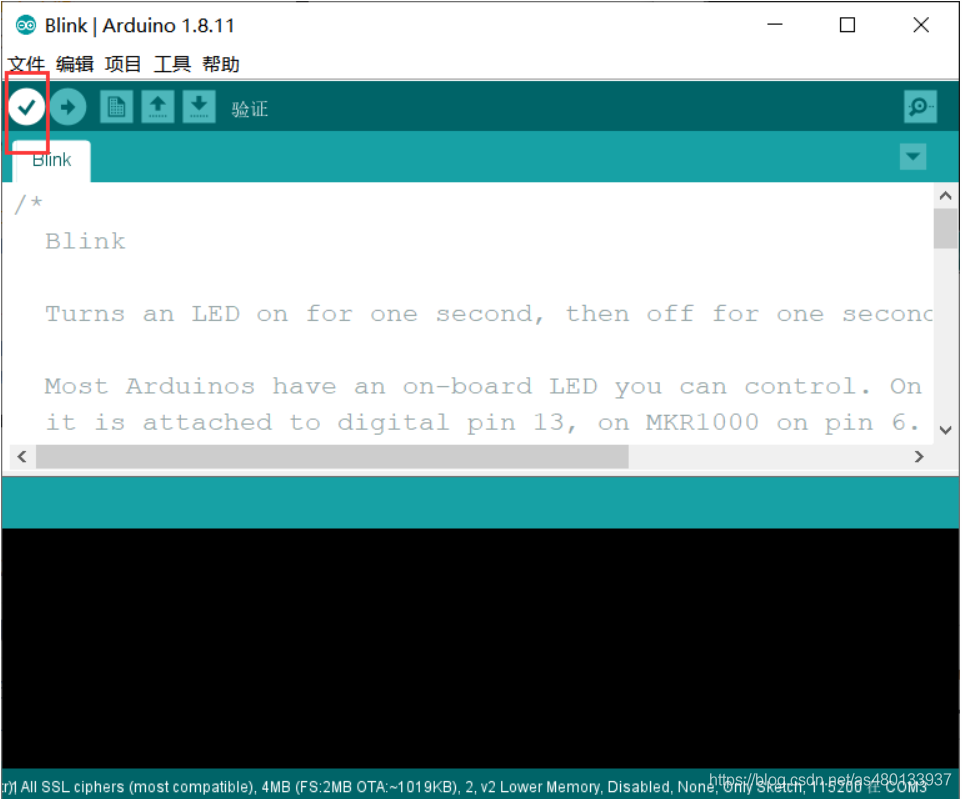 Blink | Arduino 1.8.11
文件 编辑 项目 工具 帮助
验证
Blink
/*
Blink
Turns an LED on for one second, then off for one second
Most Arduinos have an on-board LED you can control. On
it is attached to digital pin 13, on MKR1000 on pin 6.
https://blog.csdn.net/as480133937
tr)] All SSL ciphers (most compatible), 4MB (FS:2MB OTA:~1019KB), 2, v2 Lower Memory, Disabled, None, Only Sketch, 115200 在 COM3